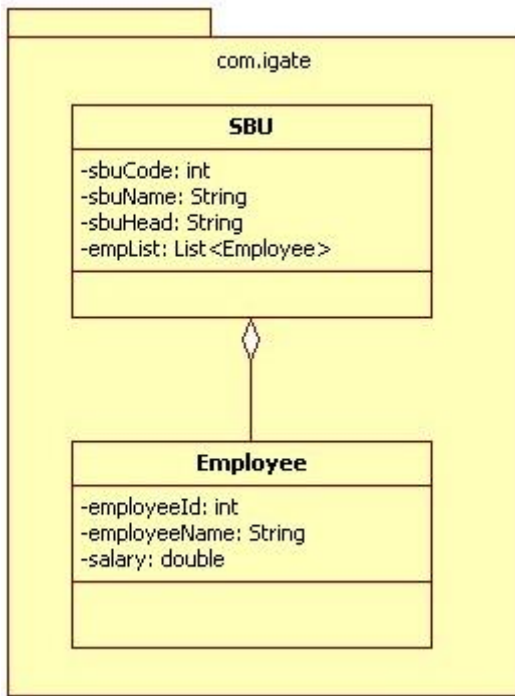 com.igate
SBU
-sbuCode: int
-sbuName: String
-sbuHead: String
-empList: List<Employee>
Employee
-employeeId: int
-employeeName: String
-salary: double